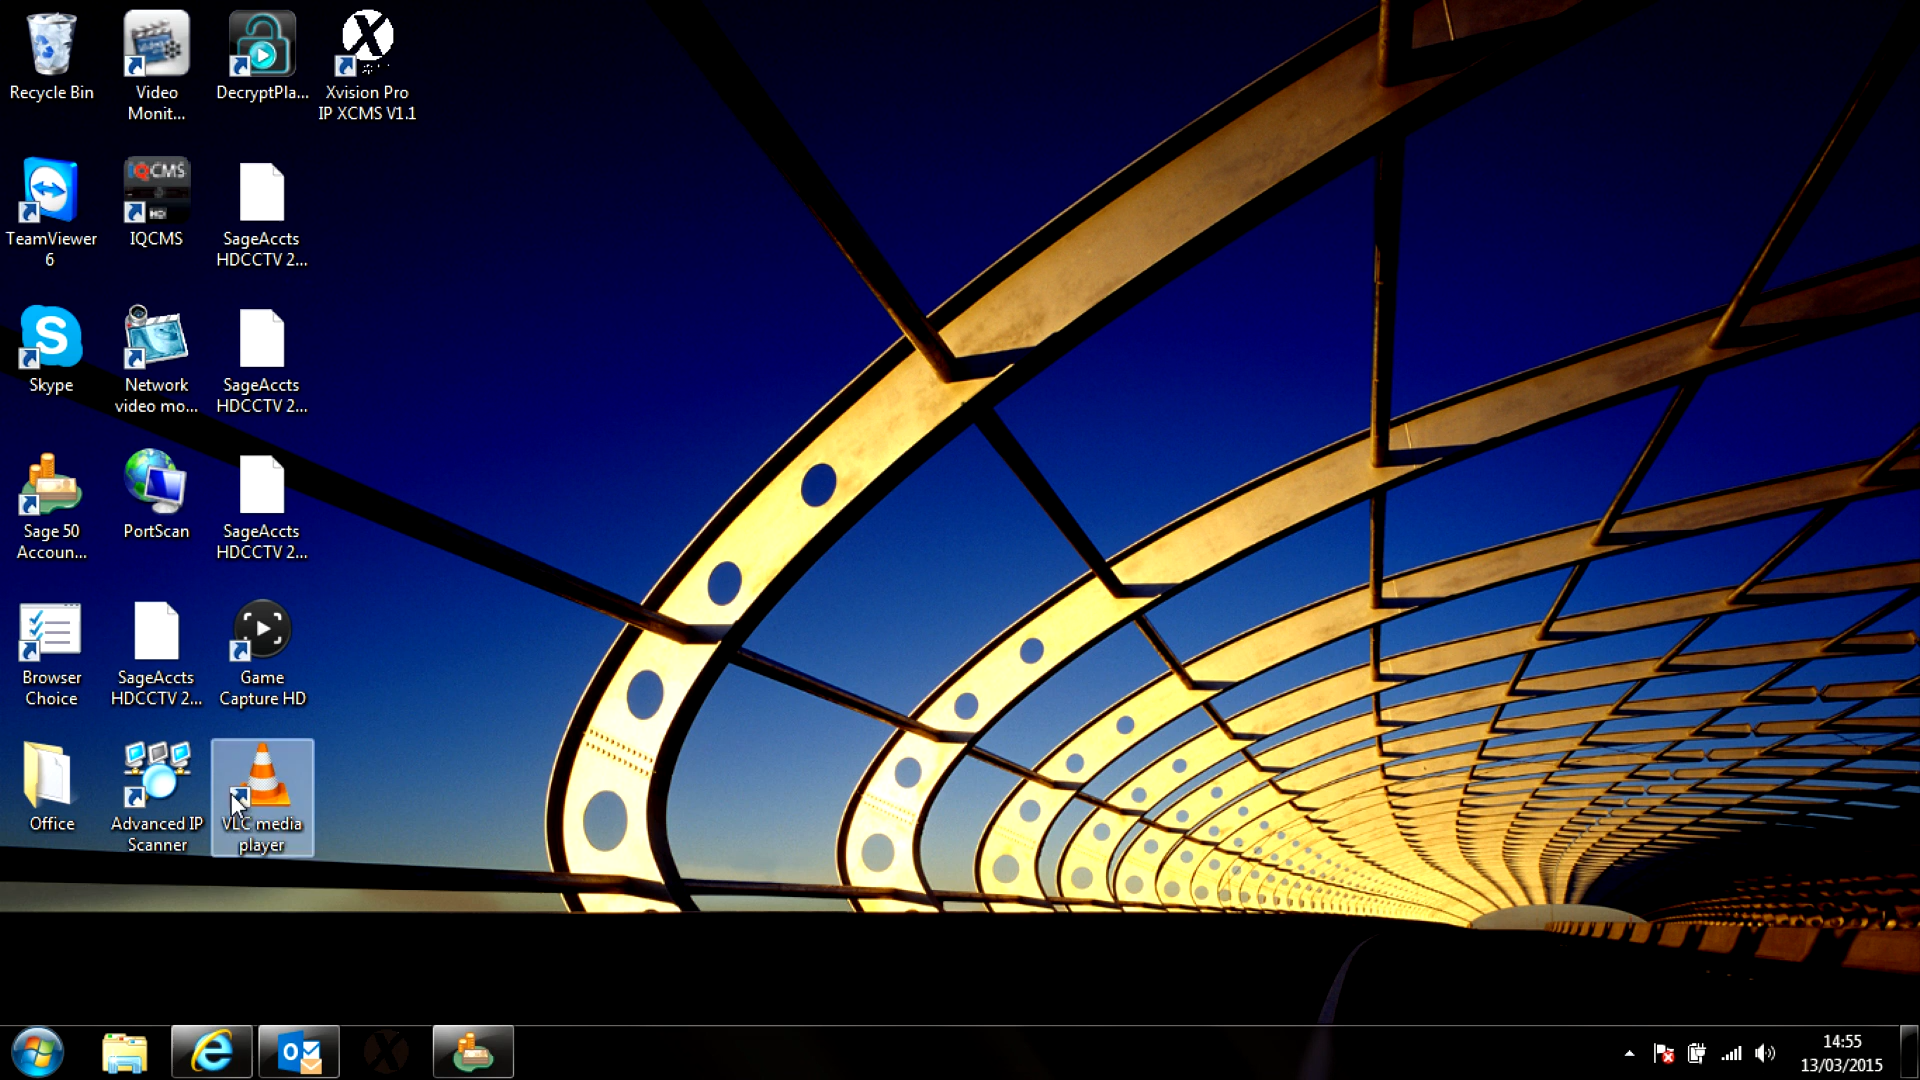 Recycle Bin
Video
Monit...
DecryptPla...
Xvision Pro
IP XCMS V1.1
TeamViewer
6
IQCMS
IQCMS
HD
SageAccts
HDCCTV 2...
Skype
Network
video mo...
SageAccts
HDCCTV 2...
Sage 50
Accoun...
PortScan
SageAccts
HDCCTV 2...
Browser
Choice
SageAccts
HDCCTV 2...
Game
Capture HD
Office
Advanced IP
Scanner
VLC media
player
14:55
13/03/2015